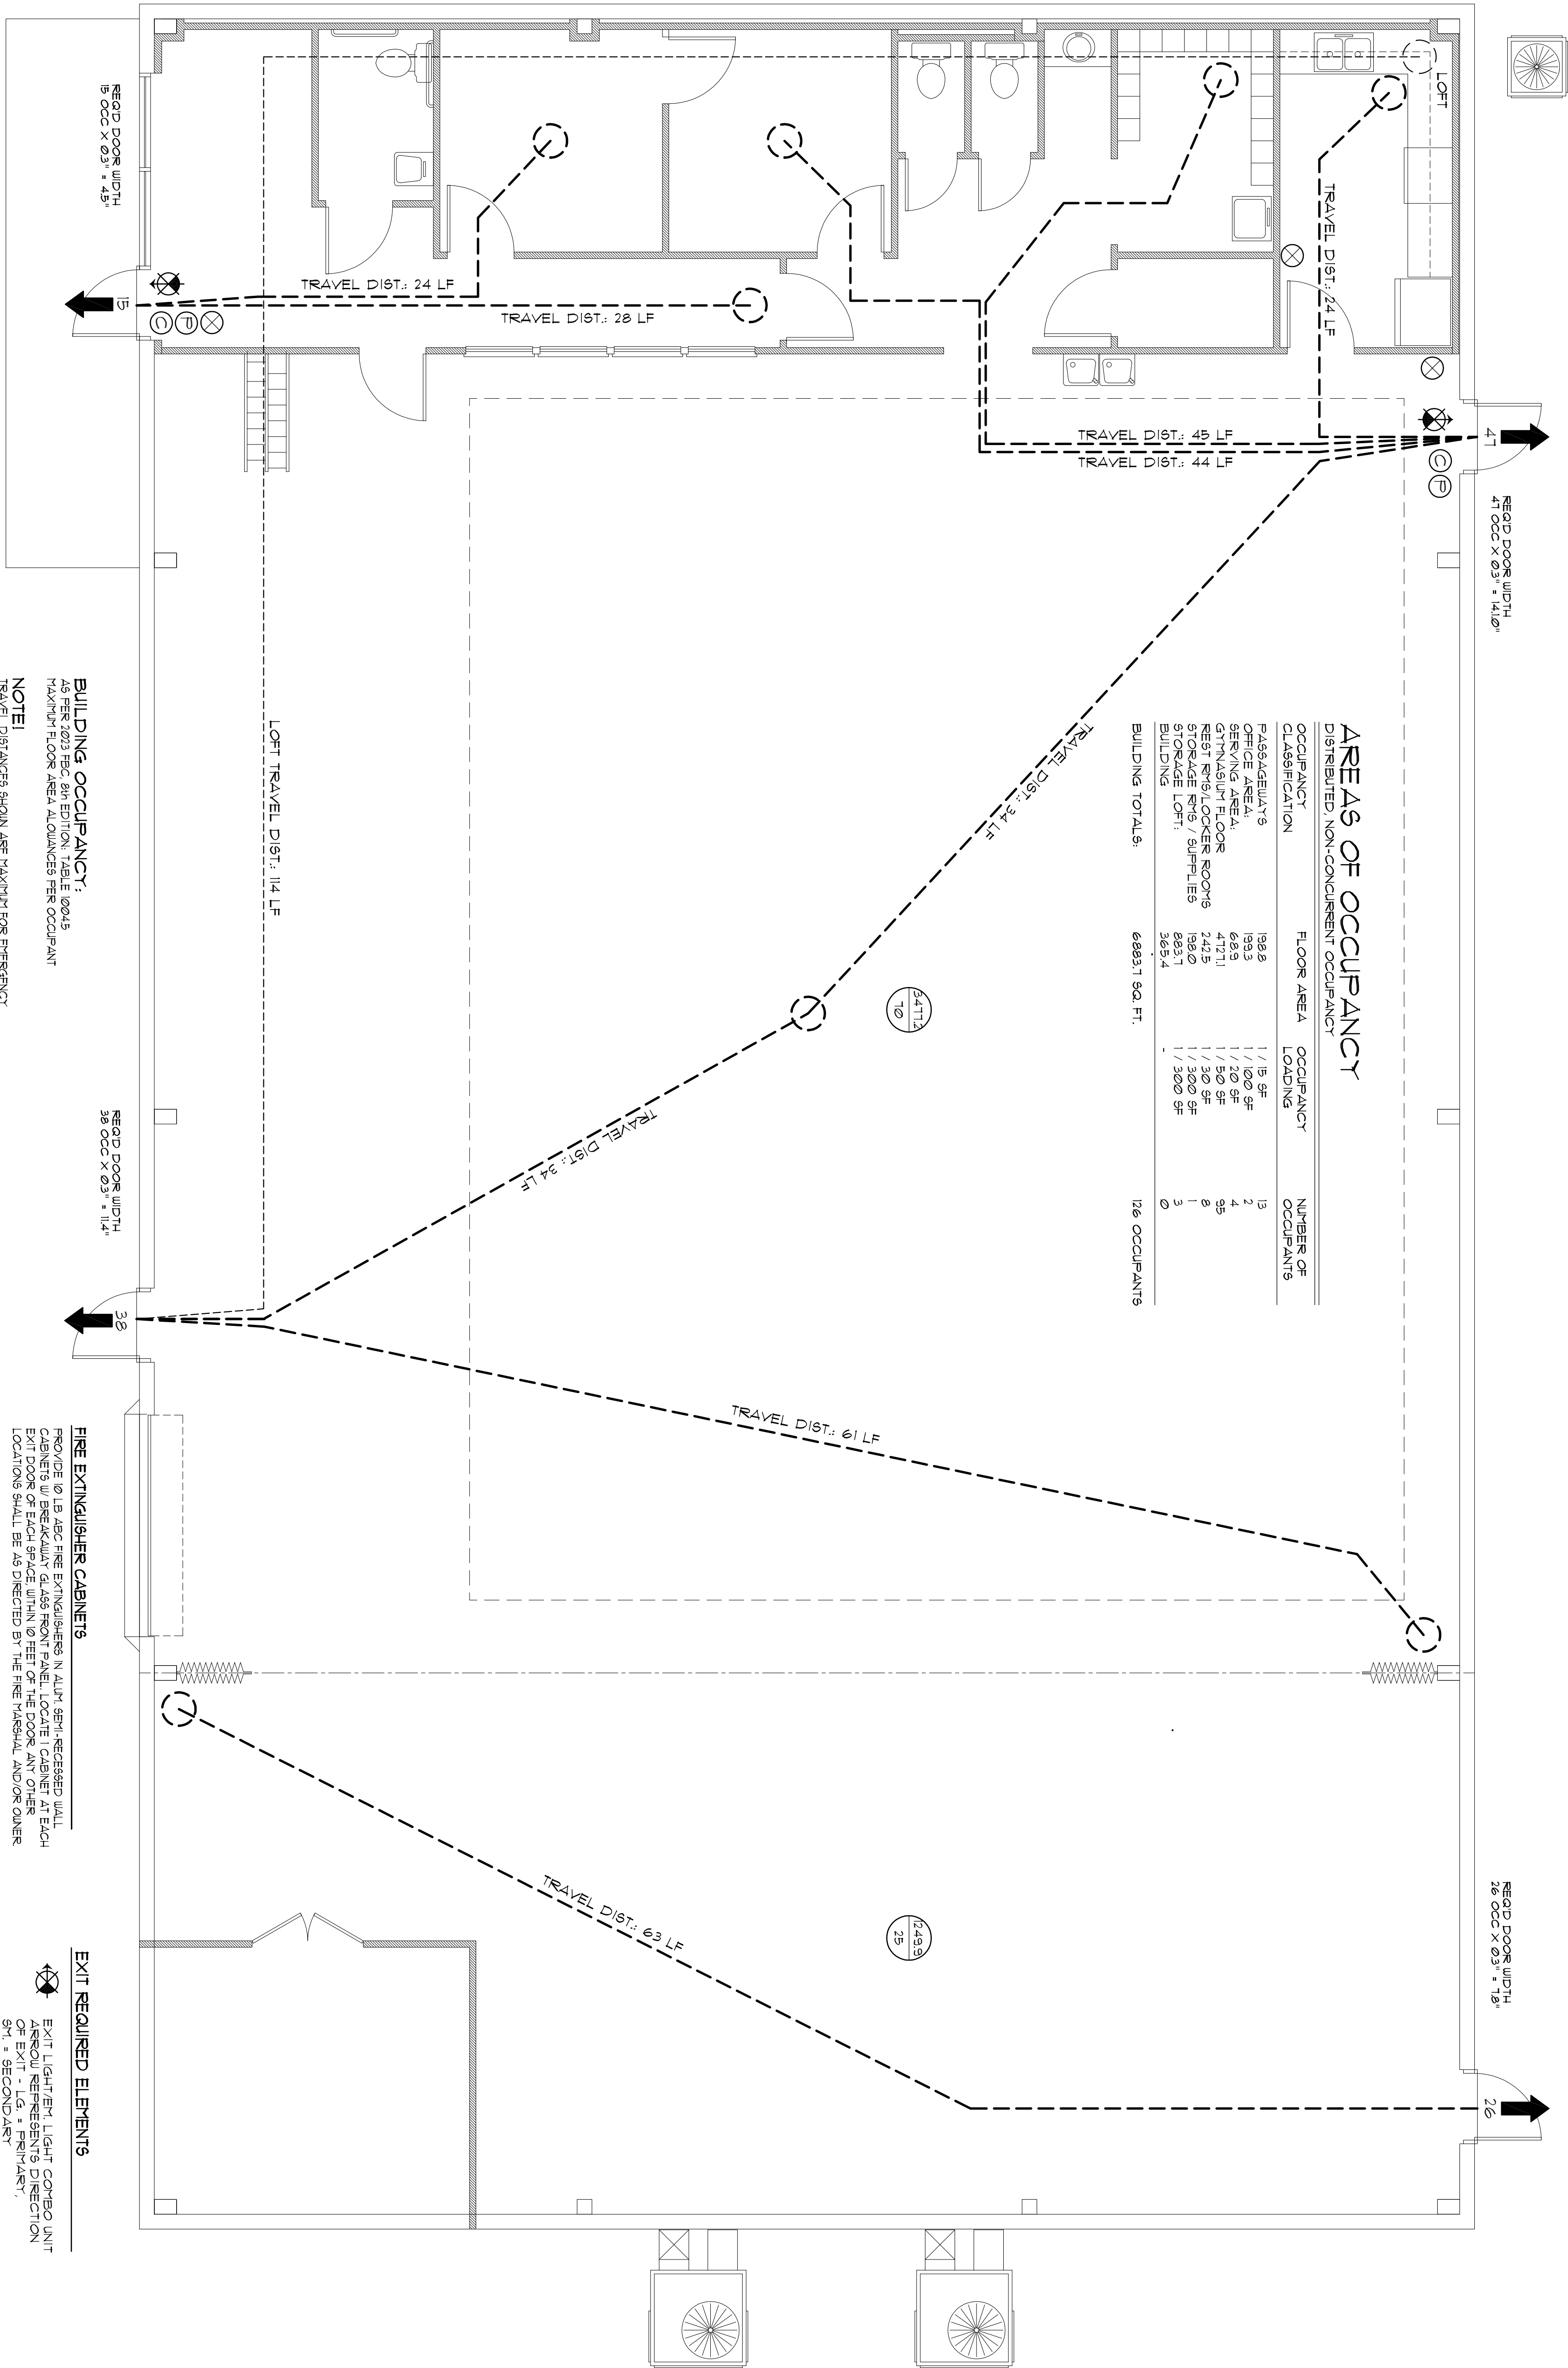 AREAS OF OCCUPANCY
DISTRIBUTED, NON-CONCURRENT OCCUPANCY
OCCUPANCY CLASSIFICATION FLOOR AREA OCCUPANCY LOADING NUMBER OF OCCUPANTS
PASSAGEWAYS 198.8 1 / 15 SF 13
OFFICE AREA: 199.3 1 / 100 SF 2
SERVING AREA: 68.9 1 / 20 SF 4
GYMNASIUM FLOOR 4727.1 1 / 50 SF 95
REST RMS/LOCKER ROOMS 242.5 1 / 30 SF 8
STORAGE RMS / SUPPLIES 198.0 1 / 300 SF 1
STORAGE LOFT: 883.7 1 / 300 SF 3
BUILDING 365.4 - 0
BUILDING TOTALS: 6883.7 SQ. FT. 126 OCCUPANTS
LOFT
TRAVEL DIST.: 24 LF
47
REQ'D DOOR WIDTH
47 OCC X 0.3" = 14.10"
REQ'D DOOR WIDTH
26 OCC X 0.3" = 7.8"
26
C
P
TRAVEL DIST.: 45 LF
TRAVEL DIST.: 44 LF
TRAVEL DIST.: 34 LF
3477.2
70
1249.9
25
TRAVEL DIST.: 28 LF
TRAVEL DIST.: 24 LF
TRAVEL DIST.: 34 LF
TRAVEL DIST.: 61 LF
TRAVEL DIST.: 63 LF
LOFT TRAVEL DIST.: 114 LF
P
C
15
38
REQ'D DOOR WIDTH
15 OCC X 0.3" = 4.5"
REQ'D DOOR WIDTH
38 OCC X 0.3" = 11.4"
BUILDING OCCUPANCY:
AS PER 2023 FBC, 8th EDITION: TABLE 1004.5
MAXIMUM FLOOR AREA ALOWANCES PER OCCUPANT
NOTE!
TRAVEL DISTANCES SHOWN ARE MAXIMUM FOR EMERGENCY
FIRE EXTINGUISHER CABINETS
PROVIDE 10 LB ABC FIRE EXTINGUISHERS IN ALUM. SEMI-RECESSED WALL
CABINETS W/ BREAKAWAY GLASS FRONT PANEL. LOCATE 1 CABINET AT EACH
EXIT DOOR OF EACH SPACE, WITHIN 10 FEET OF THE DOOR. ANY OTHER
LOCATIONS SHALL BE AS DIRECTED BY THE FIRE MARSHAL AND/OR OWNER.
EXIT REQUIRED ELEMENTS
EXIT LIGHT/EM. LIGHT COMBO UNIT
ARROW REPRESENTS DIRECTION
OF EXIT - LG. = PRIMARY,
SM. = SECONDARY